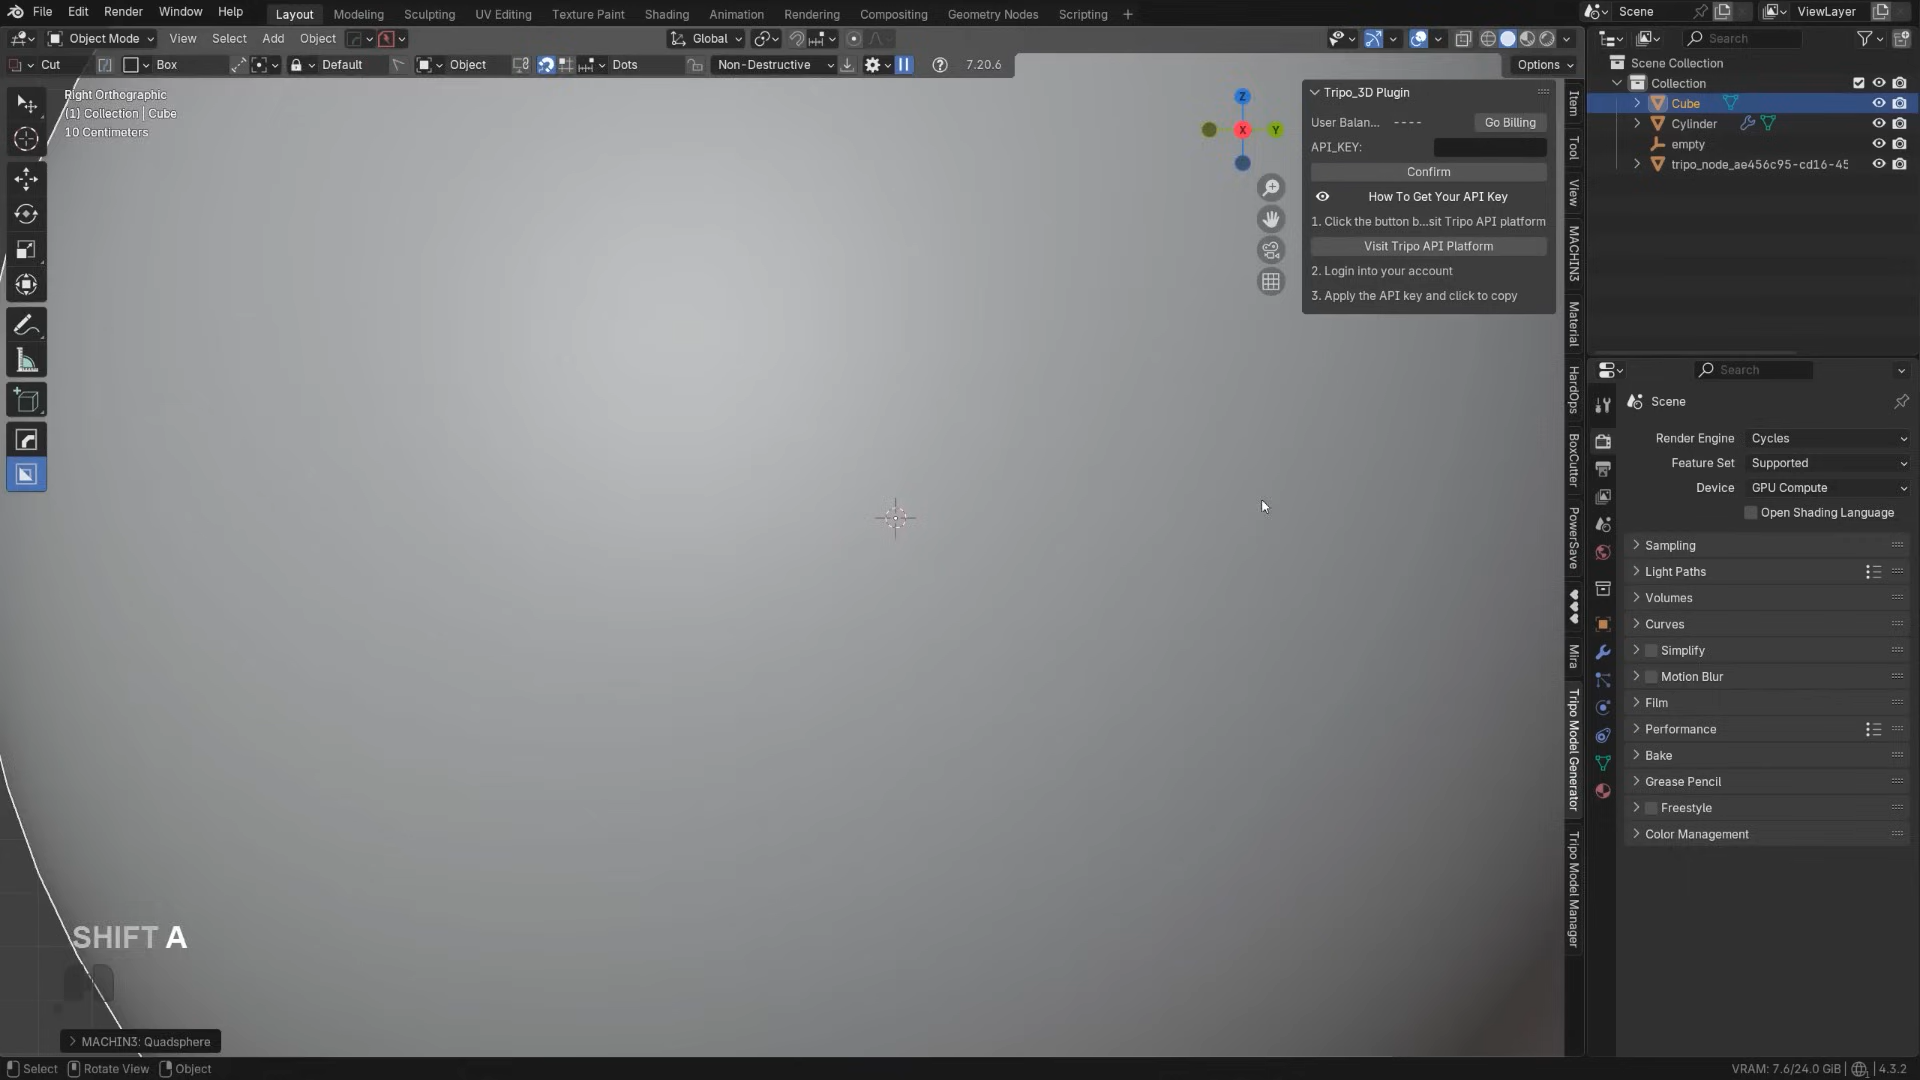 File Edit Render Window Help
Layout Modeling Sculpting UV Editing Texture Paint Shading Animation Rendering Compositing Geometry Nodes Scripting +
Scene
ViewLayer
Object Mode View Select Add Object
Global
Search
Cut Box Default Object Dots Non-Destructive 7.20.6
Options
Right Orthographic
(1) Collection | Cube
10 Centimeters
Z
X
Y
Tripo_3D Plugin
User Balan... ---- Go Billing
API_KEY:
Confirm
How To Get Your API Key
1. Click the button b...sit Tripo API platform
Visit Tripo API Platform
2. Login into your account
3. Apply the API key and click to copy
Item
Tool
View
MACHIN3
Material
HardOps
BoxCutter
PowerSave
♥♥♥
Mira
Tripo Model Generator
Tripo Model Manager
Scene Collection
Collection
Cube
Cylinder
empty
tripo_node_ae456c95-cd16-45
Search
Scene
Render Engine Cycles
Feature Set Supported
Device GPU Compute
Open Shading Language
Sampling
Light Paths
Volumes
Curves
Simplify
Motion Blur
Film
Performance
Bake
Grease Pencil
Freestyle
Color Management
SHIFT A
MACHIN3: Quadsphere
Select Rotate View Object
VRAM: 7.6/24.0 GiB | 4.3.2